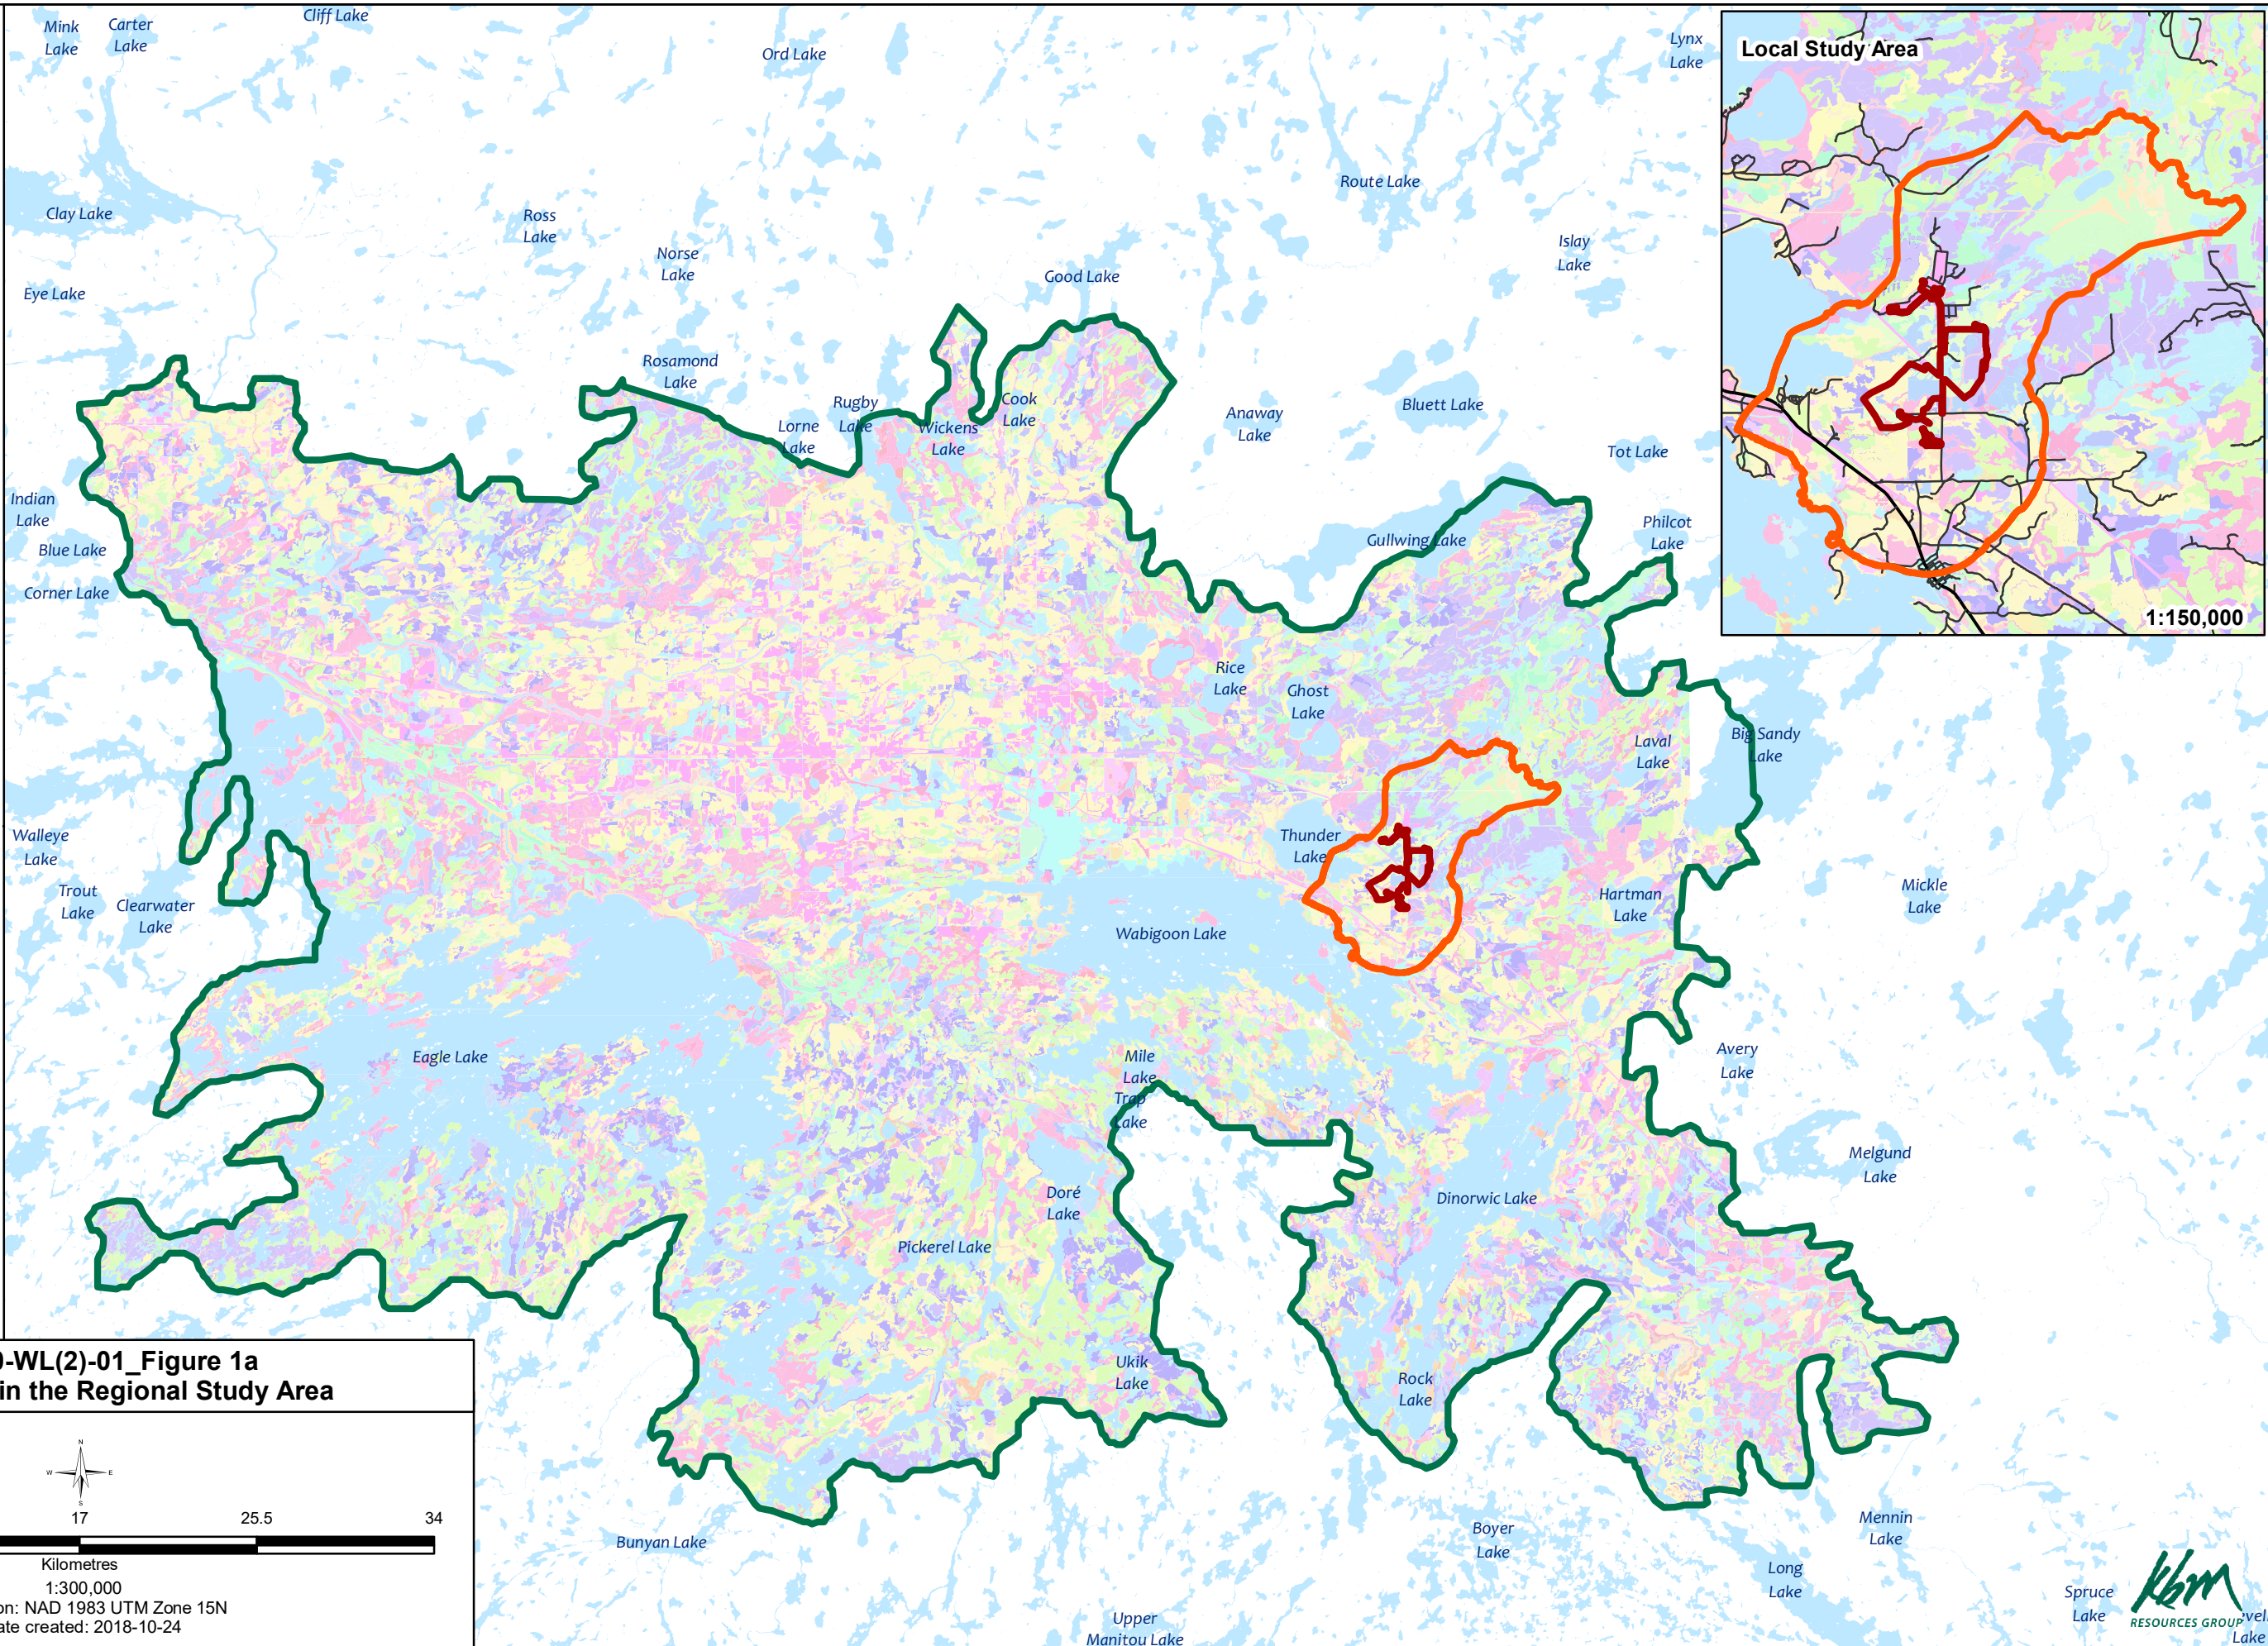 Mink
Lake
Carter
Lake
Cliff Lake
Ord Lake
Lynx
Lake
Local Study Area
1:150,000
Clay Lake
Ross
Lake
Norse
Lake
Route Lake
Islay
Lake
Eye Lake
Good Lake
Rosamond
Lake
Rugby
Lake
Lorne
Lake
Wickens
Lake
Cook
Lake
Anaway
Lake
Bluett Lake
Tot Lake
Indian
Lake
Blue Lake
Corner Lake
Gullwing Lake
Philcot
Lake
Rice
Lake
Ghost
Lake
Laval
Lake
Big Sandy
Lake
Walleye
Lake
Trout
Lake
Clearwater
Lake
Thunder
Lake
Wabigoon Lake
Hartman
Lake
Mickle
Lake
Eagle Lake
Mile
Lake
Trap
Lake
Avery
Lake
Melgund
Lake
Doré
Lake
Dinorwic Lake
Pickerel Lake
Ukik
Lake
Rock
Lake
Bunyan Lake
Boyer
Lake
Mennin
Lake
Long
Lake
Upper
Manitou Lake
Spruce
Lake
Lake
kbm
RESOURCES GROUP
-WL(2)-01_Figure 1a
in the Regional Study Area
N
W E
S
17 25.5 34
Kilometres
1:300,000
on: NAD 1983 UTM Zone 15N
ate created: 2018-10-24